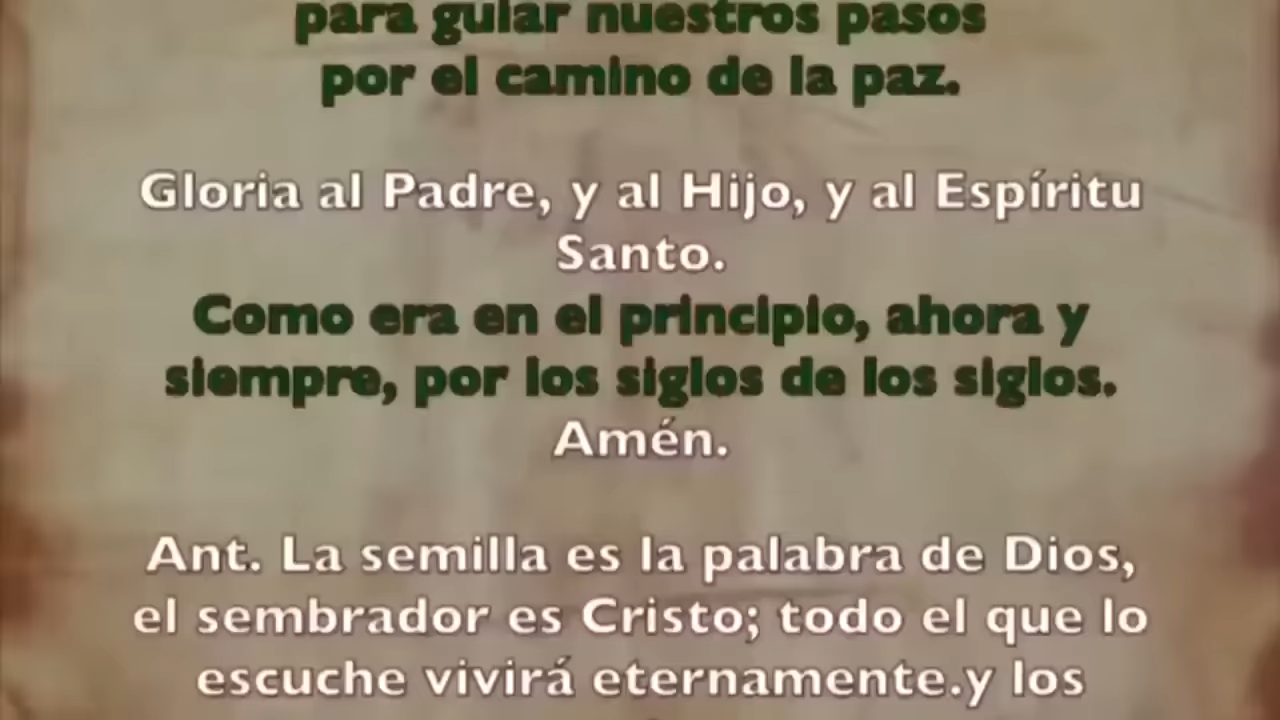 para guiar nuestros pasos
por el camino de la paz.
Gloria al Padre, y al Hijo, y al Espíritu
Santo.
Como era en el principio, ahora y
siempre, por los siglos de los siglos.
Amén.
Ant. La semilla es la palabra de Dios,
el sembrador es Cristo; todo el que lo
escuche vivirá eternamente.y los